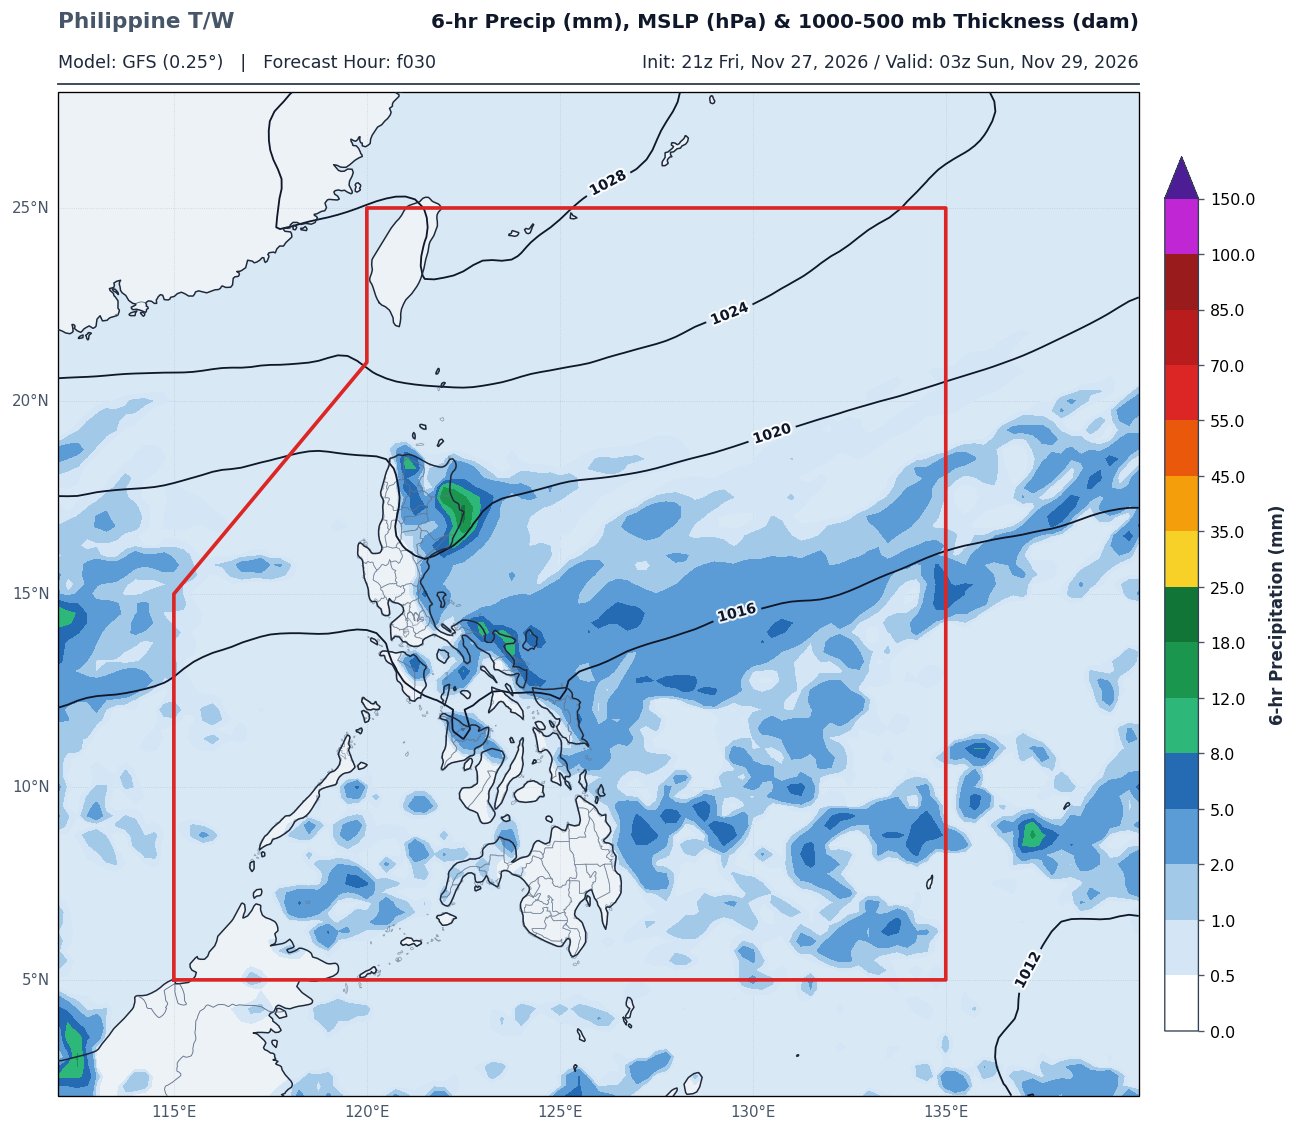 Philippine T/W
6-hr Precip (mm), MSLP (hPa) & 1000-500 mb Thickness (dam)
Model: GFS (0.25°) | Forecast Hour: f030
Init: 21z Fri, Nov 27, 2026 / Valid: 03z Sun, Nov 29, 2026
1028
1024
1020
1016
1012
25°N
20°N
15°N
10°N
5°N
115°E
120°E
125°E
130°E
135°E
150.0
100.0
85.0
70.0
55.0
45.0
35.0
25.0
18.0
12.0
8.0
5.0
2.0
1.0
0.5
0.0
6-hr Precipitation (mm)